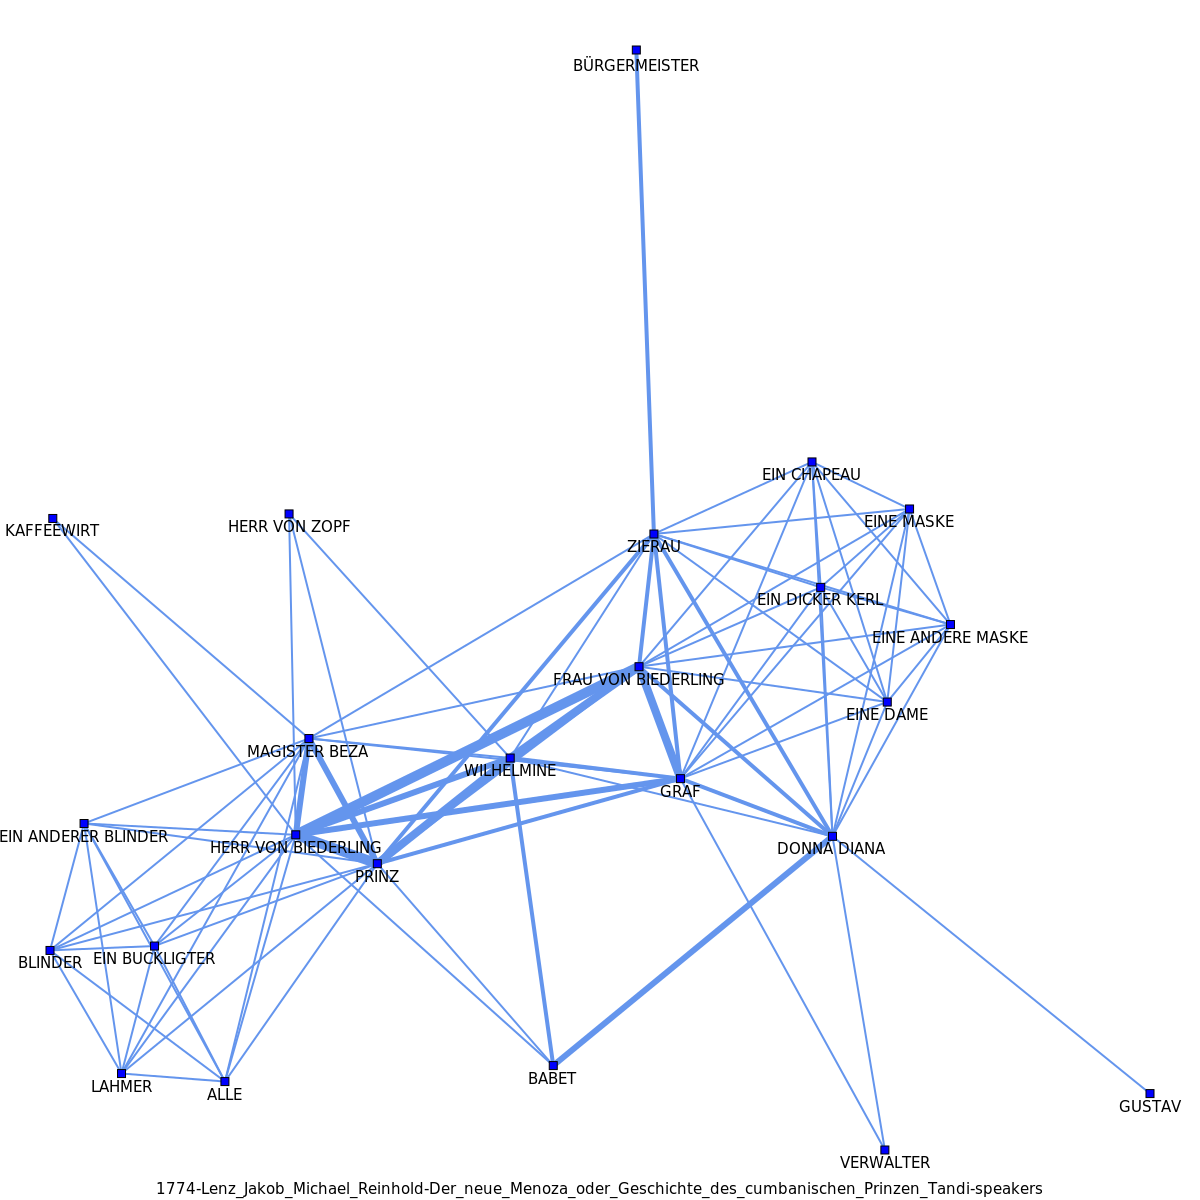 BÜRGERMEISTER
EIN CHAPEAU
EINE MASKE
HERR VON ZOPF
KAFFEEWIRT
ZIERAU
EIN DICKER KERL
EINE ANDERE MASKE
FRAU VON BIEDERLING
EINE DAME
MAGISTER BEZA
WILHELMINE
GRAF
EIN ANDERER BLINDER
HERR VON BIEDERLING
DONNA DIANA
PRINZ
BLINDER
EIN BUCKLIGTER
BABET
LAHMER
ALLE
GUSTAV
VERWALTER
1774-Lenz_Jakob_Michael_Reinhold-Der_neue_Menoza_oder_Geschichte_des_cumbanischen_Prinzen_Tandi-speakers